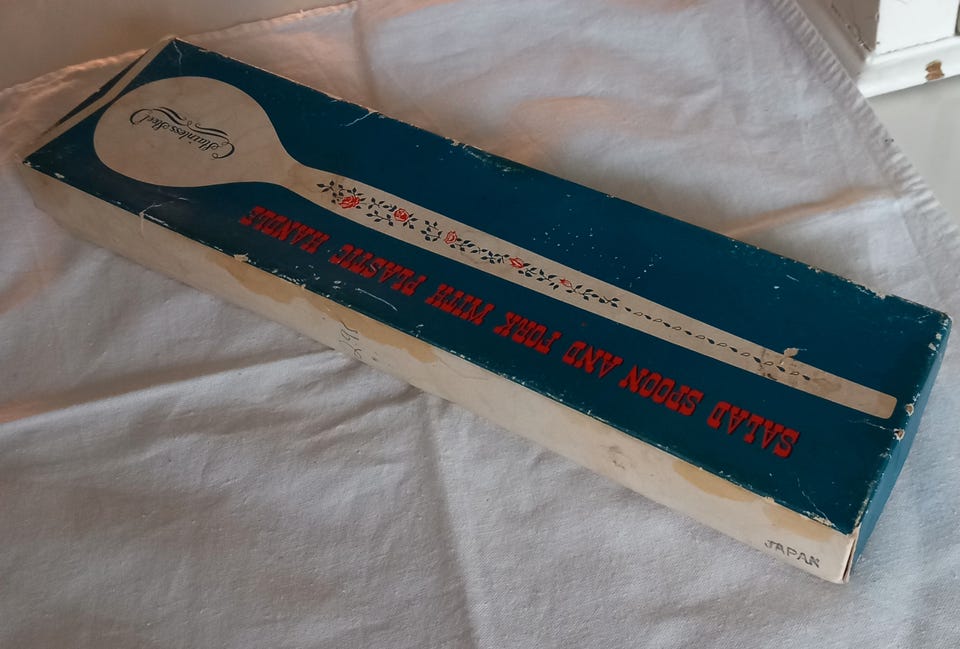 Stainless Steel
SALAD SPOON AND FORK WITH PLASTIC HANDLE
JAPAN